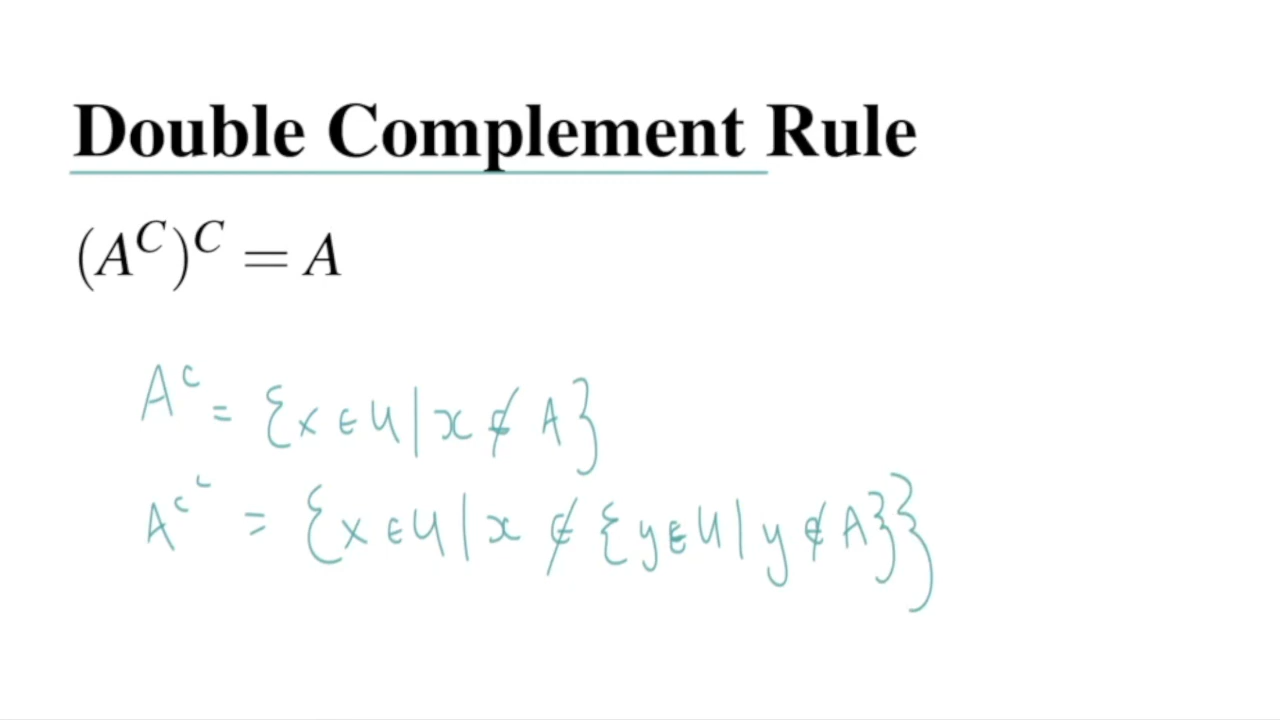 Double Complement Rule
(A^C)^C = A
A^c = {x ∈ U | x ∉ A}
A^c^c = {x ∈ U | x ∉ {y ∈ U | y ∉ A}}